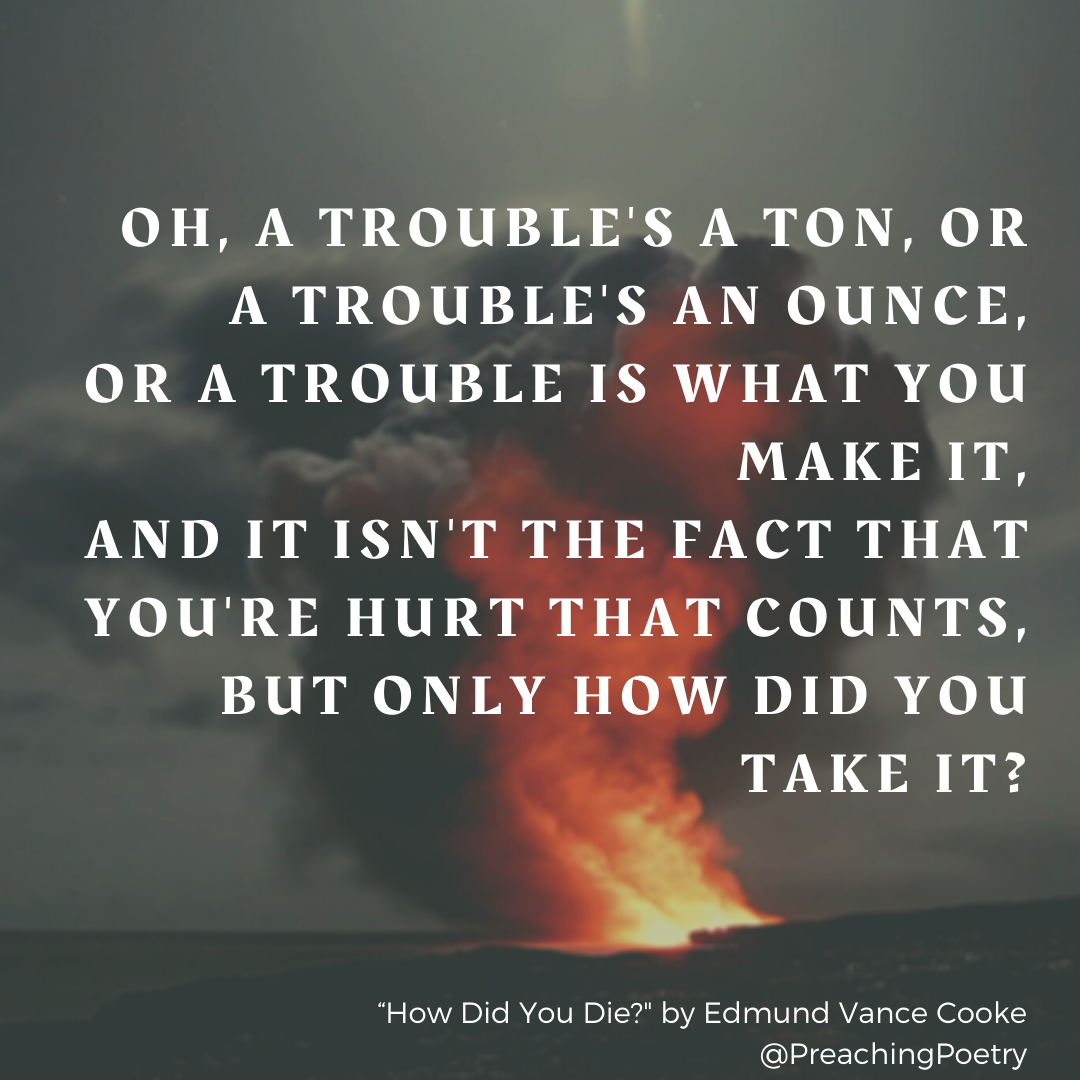 OH, A TROUBLE'S A TON, OR
A TROUBLE'S AN OUNCE,
OR A TROUBLE IS WHAT YOU
MAKE IT,
AND IT ISN'T THE FACT THAT
YOU'RE HURT THAT COUNTS,
BUT ONLY HOW DID YOU
TAKE IT?
“How Did You Die?" by Edmund Vance Cooke
@PreachingPoetry